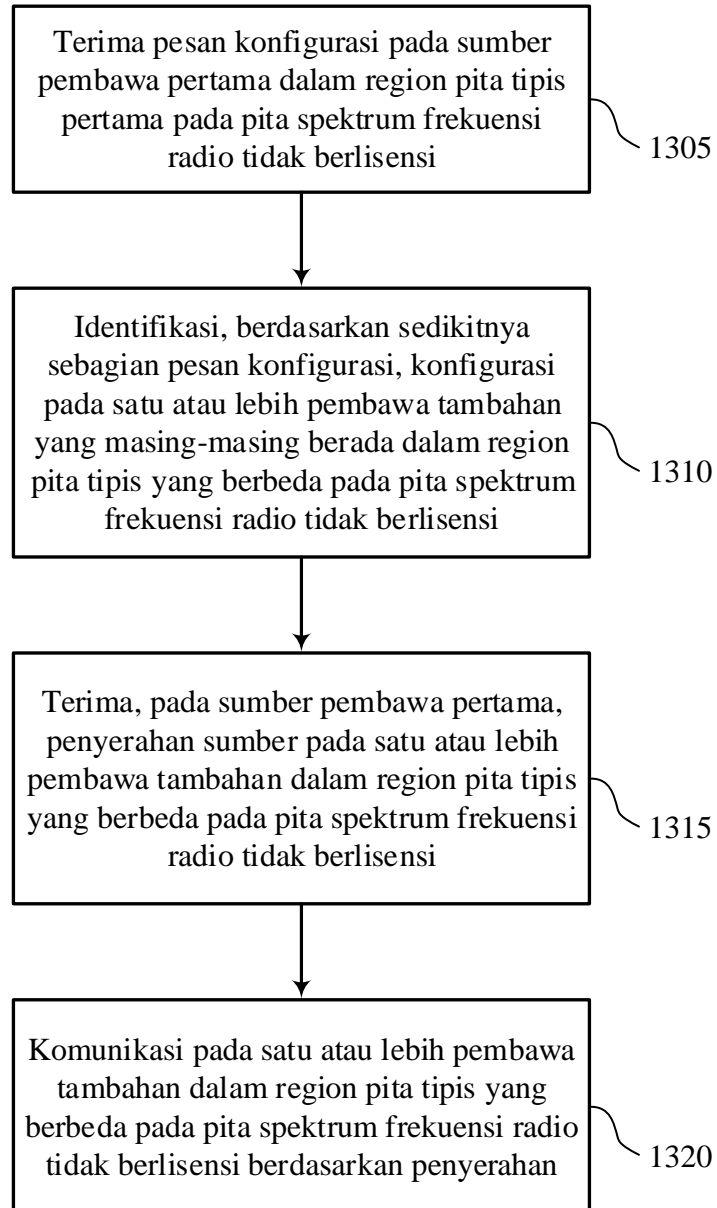 Terima pesan konfigurasi pada sumber
pembawa pertama dalam region pita tipis
pertama pada pita spektrum frekuensi
radio tidak berlisensi
1305
Identifikasi, berdasarkan sedikitnya
sebagian pesan konfigurasi, konfigurasi
pada satu atau lebih pembawa tambahan
yang masing-masing berada dalam region
pita tipis yang berbeda pada pita spektrum
frekuensi radio tidak berlisensi
1310
Terima, pada sumber pembawa pertama,
penyerahan sumber pada satu atau lebih
pembawa tambahan dalam region pita tipis
yang berbeda pada pita spektrum frekuensi
radio tidak berlisensi
1315
Komunikasi pada satu atau lebih pembawa
tambahan dalam region pita tipis yang
berbeda pada pita spektrum frekuensi radio
tidak berlisensi berdasarkan penyerahan
1320